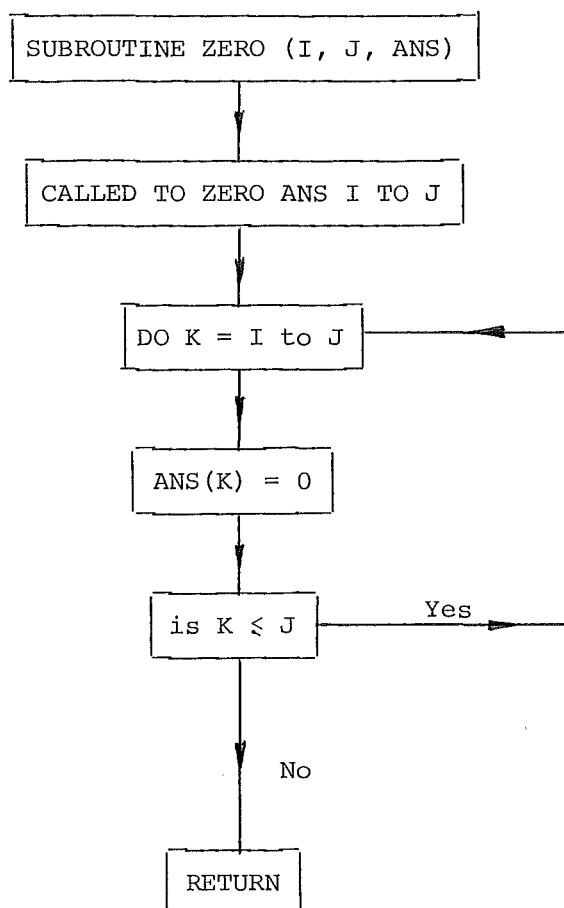 SUBROUTINE ZERO (I, J, ANS)
CALLED TO ZERO ANS I TO J
DO K = I to J
ANS(K) = 0
is K ⩽ J
Yes
No
RETURN